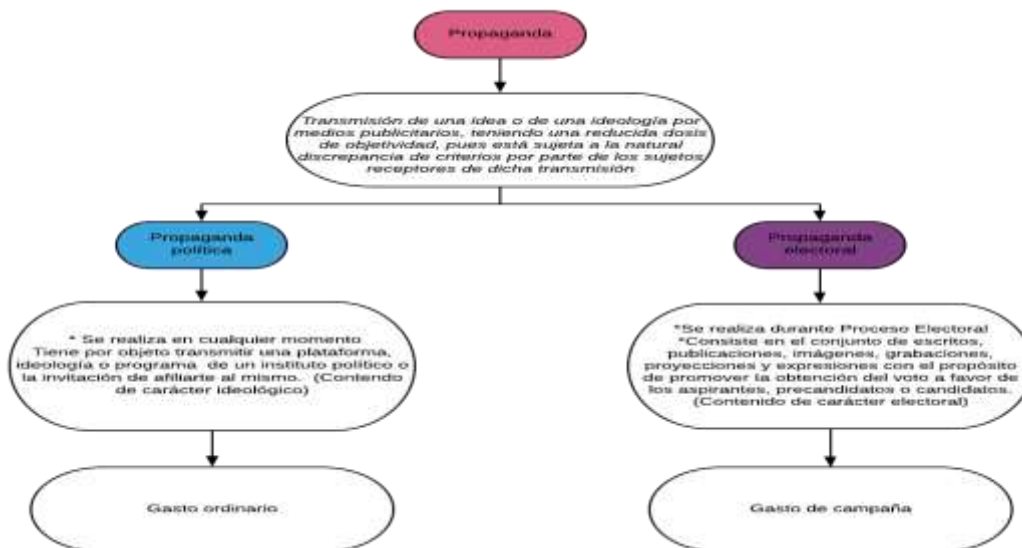 Propaganda
Transmisión de una idea o de una ideología por
medios publicitarios, teniendo una reducida dosis
de objetividad, pues está sujeta a la natural
discrepancia de criterios por parte de los sujetos
receptores de dicha transmisión
Propaganda
política
Propaganda
electoral
* Se realiza en cualquier momento
Tiene por objeto transmitir una plataforma,
ideología o programa de un instituto político o
la invitación de afiliarte al mismo. (Contendo
de carácter ideológico)
*Se realiza durante Proceso Electoral
*Consiste en el conjunto de escritos,
publicaciones, imágenes, grabaciones,
proyecciones y expresiones con el propósito
de promover la obtención del voto a favor de
los aspirantes, precandidatos o candidatos.
(Contenido de carácter electoral)
Gasto ordinario
Gasto de campaña